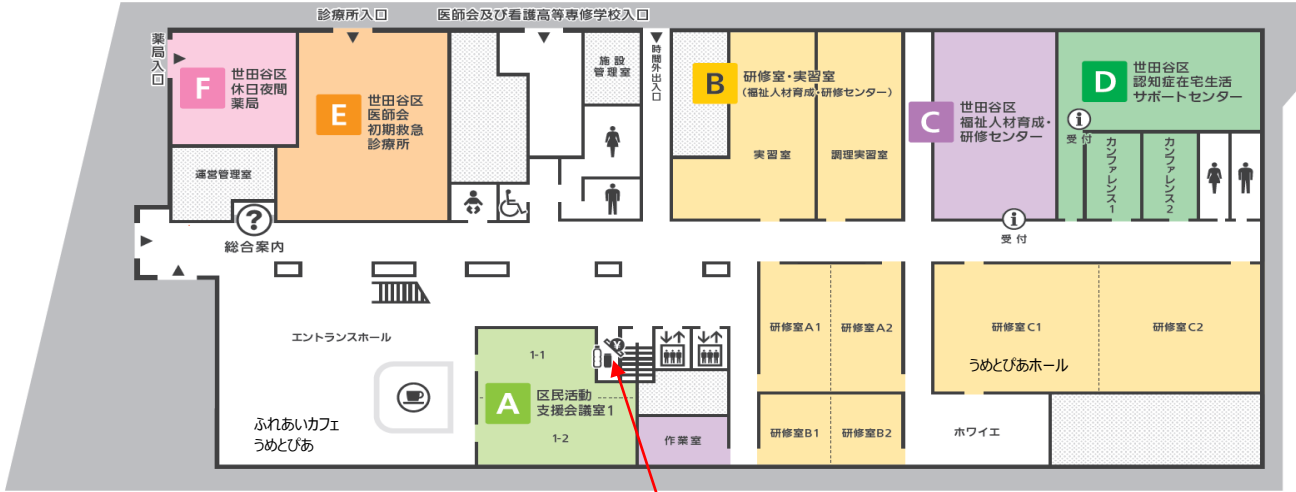 診療所入口
医師会及び看護高等専修学校入口
薬局入口
時間外出入口
F
世田谷区
休日夜間
薬局
E
世田谷区
医師会
初期救急
診療所
施設
管理室
B
研修室・実習室
(福祉人材育成・研修センター)
実習室
調理実習室
C
世田谷区
福祉人材育成・
研修センター
D
世田谷区
認知症在宅生活
サポートセンター
i
受付
カンファレンス1
カンファレンス2
運営管理室
?
総合案内
i
受付
エントランスホール
1-1
A
区民活動
支援会議室1
1-2
¥
作業室
研修室A1
研修室A2
研修室B1
研修室B2
研修室C1
研修室C2
うめとぴあホール
ホワイエ
ふれあいカフェ
うめとぴあ